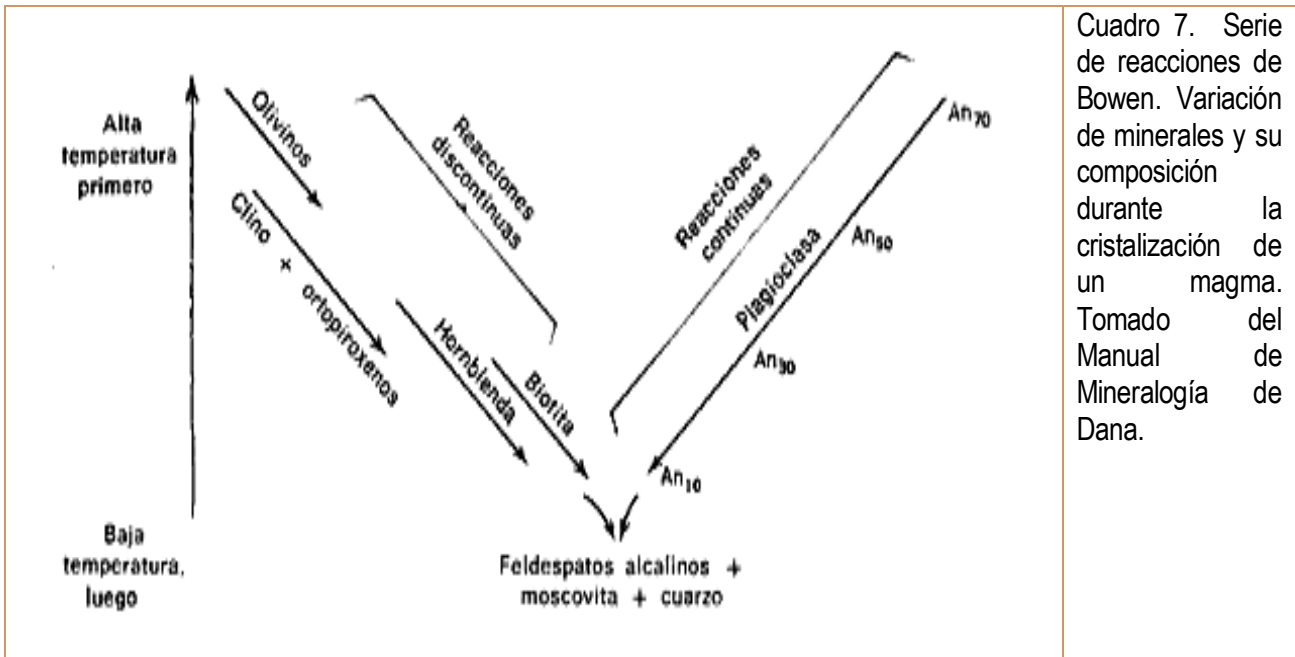 Alta
temperatura
primero
Baja
temperatura,
luego
Olivinos
Clino × ortopiroxenos
Reacciones
discontinuas
Hornblenda
Biotita
Reacciones
continuas
Plagioclasa
An70
An50
An30
An10
Feldespatos alcalinos +
moscovita + cuarzo
Cuadro 7. Serie
de reacciones de
Bowen. Variación
de minerales y su
composición
durante la
cristalización de
un magma.
Tomado del
Manual de
Mineralogía de
Dana.